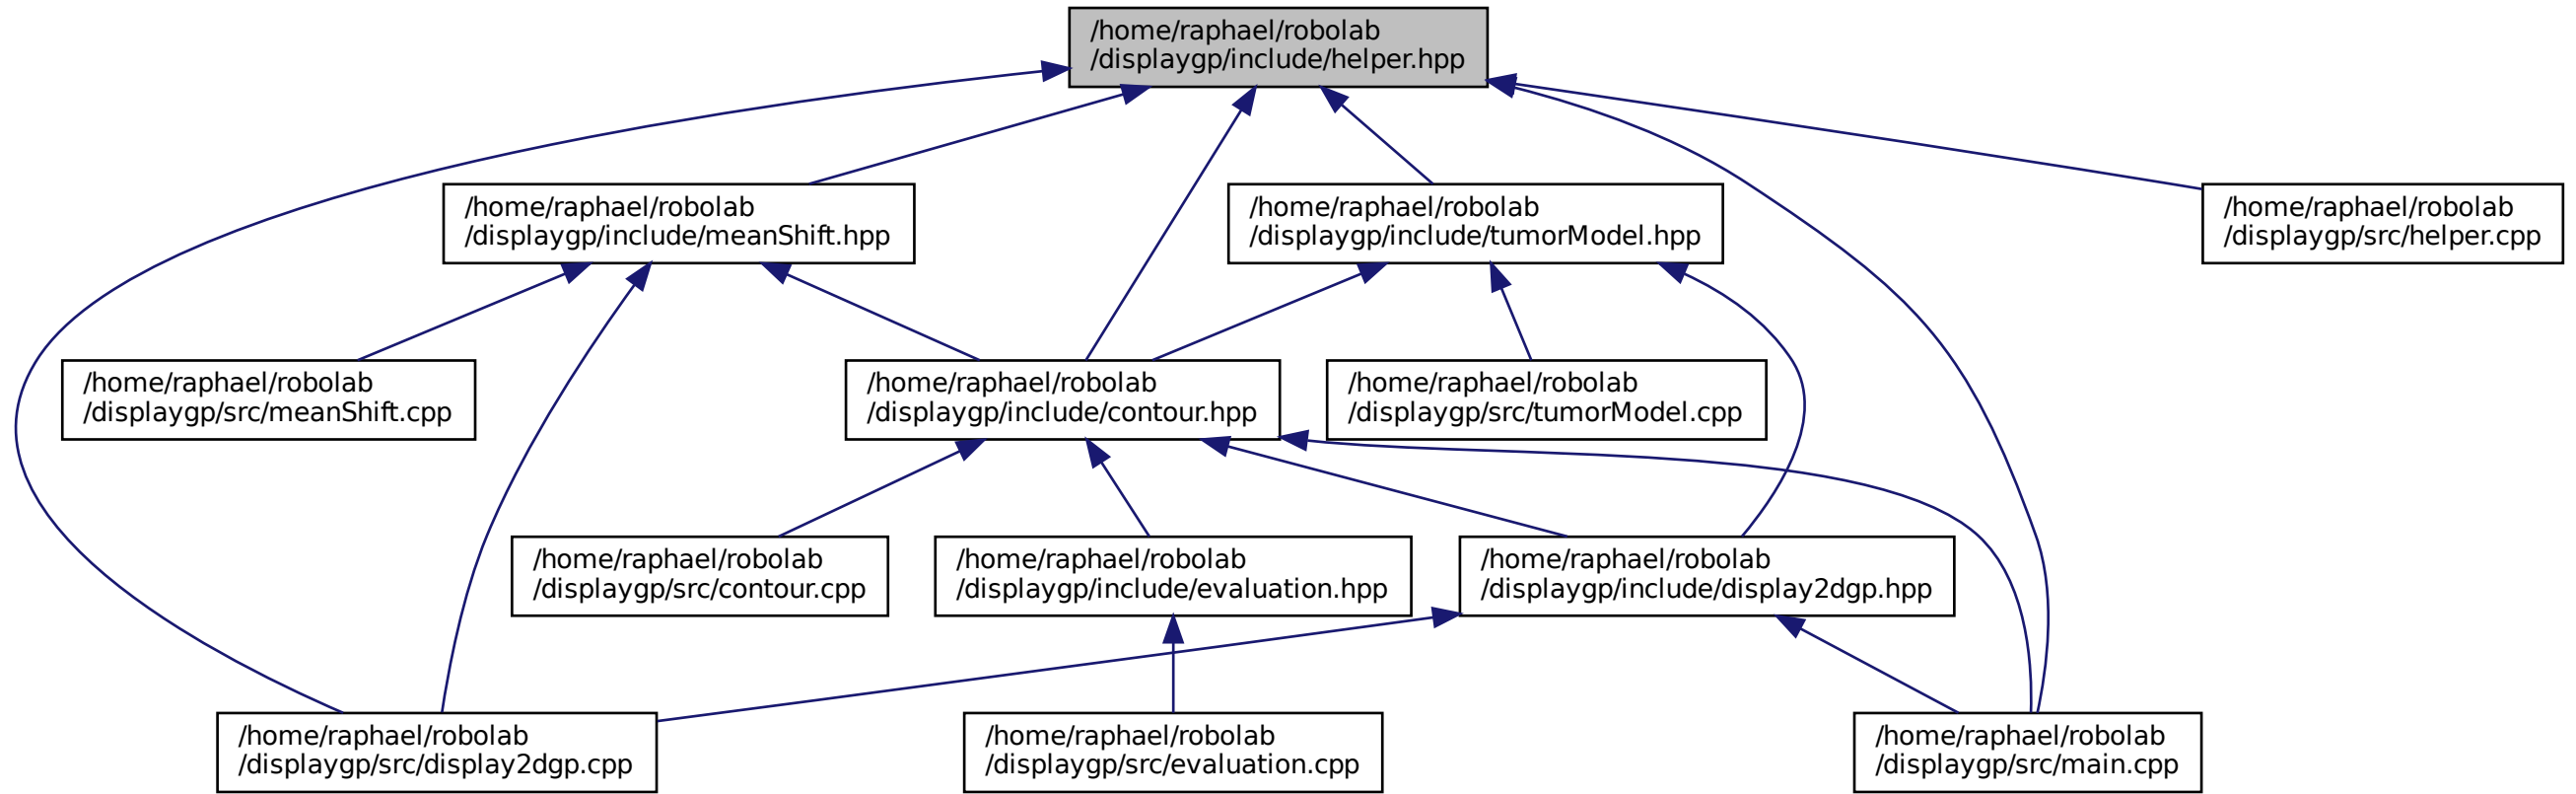 /home/raphael/robolab
/displaygp/include/helper.hpp
/home/raphael/robolab
/displaygp/include/meanShift.hpp
/home/raphael/robolab
/displaygp/include/tumorModel.hpp
/home/raphael/robolab
/displaygp/src/helper.cpp
/home/raphael/robolab
/displaygp/src/meanShift.cpp
/home/raphael/robolab
/displaygp/include/contour.hpp
/home/raphael/robolab
/displaygp/src/tumorModel.cpp
/home/raphael/robolab
/displaygp/src/contour.cpp
/home/raphael/robolab
/displaygp/include/evaluation.hpp
/home/raphael/robolab
/displaygp/include/display2dgp.hpp
/home/raphael/robolab
/displaygp/src/display2dgp.cpp
/home/raphael/robolab
/displaygp/src/evaluation.cpp
/home/raphael/robolab
/displaygp/src/main.cpp